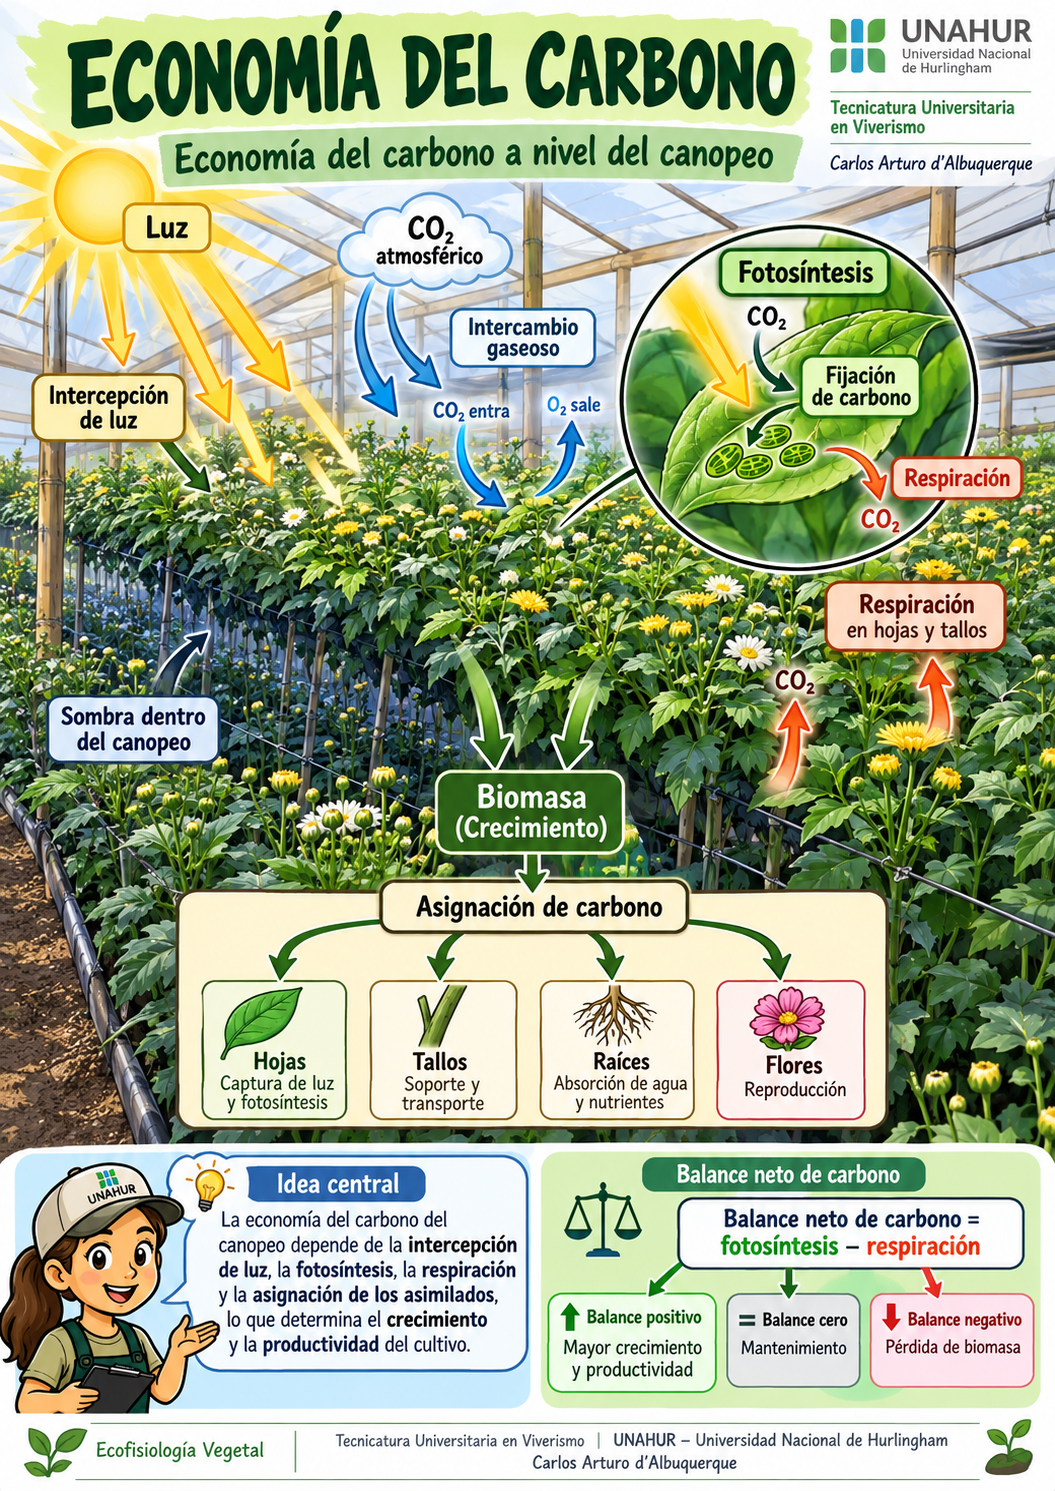 ECONOMÍA DEL CARBONO
Economía del carbono a nivel del canopeo
UNAHUR
Universidad Nacional
de Hurlingham
Tecnicatura Universitaria
en Viverismo
Carlos Arturo d'Albuquerque
Luz
CO₂
atmosférico
Intercambio
gaseoso
CO₂ entra
O₂ sale
Intercepción
de luz
Fotosíntesis
CO₂
Fijación
de carbono
Respiración
CO₂
Respiración
en hojas y tallos
CO₂
Sombra dentro
del canopeo
Biomasa
(Crecimiento)
Asignación de carbono
Hojas
Captura de luz
y fotosíntesis
Tallos
Soporte y
transporte
Raíces
Absorción de agua
y nutrientes
Flores
Reproducción
UNAHUR
Idea central
La economía del carbono del
canopeo depende de la intercepción
de luz, la fotosíntesis, la respiración
y la asignación de los asimilados,
lo que determina el crecimiento
y la productividad del cultivo.
Balance neto de carbono
Balance neto de carbono =
fotosíntesis – respiración
Balance positivo
Mayor crecimiento
y productividad
= Balance cero
Mantenimiento
Balance negativo
Pérdida de biomasa
Ecofisiología Vegetal
Tecnicatura Universitaria en Viverismo | UNAHUR – Universidad Nacional de Hurlingham
Carlos Arturo d'Albuquerque